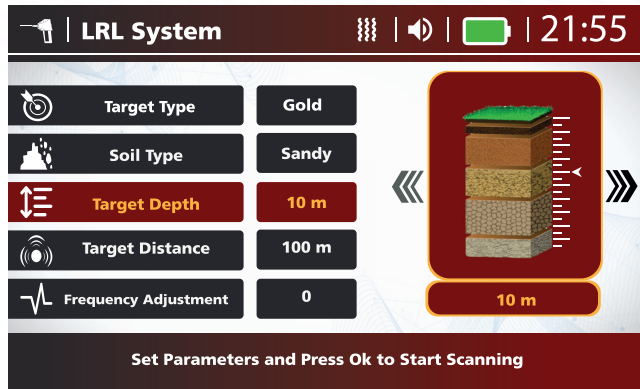 LRL System
21:55
Target Type
Gold
Soil Type
Sandy
Target Depth
10 m
Target Distance
100 m
Frequency Adjustment
0
10 m
Set Parameters and Press Ok to Start Scanning